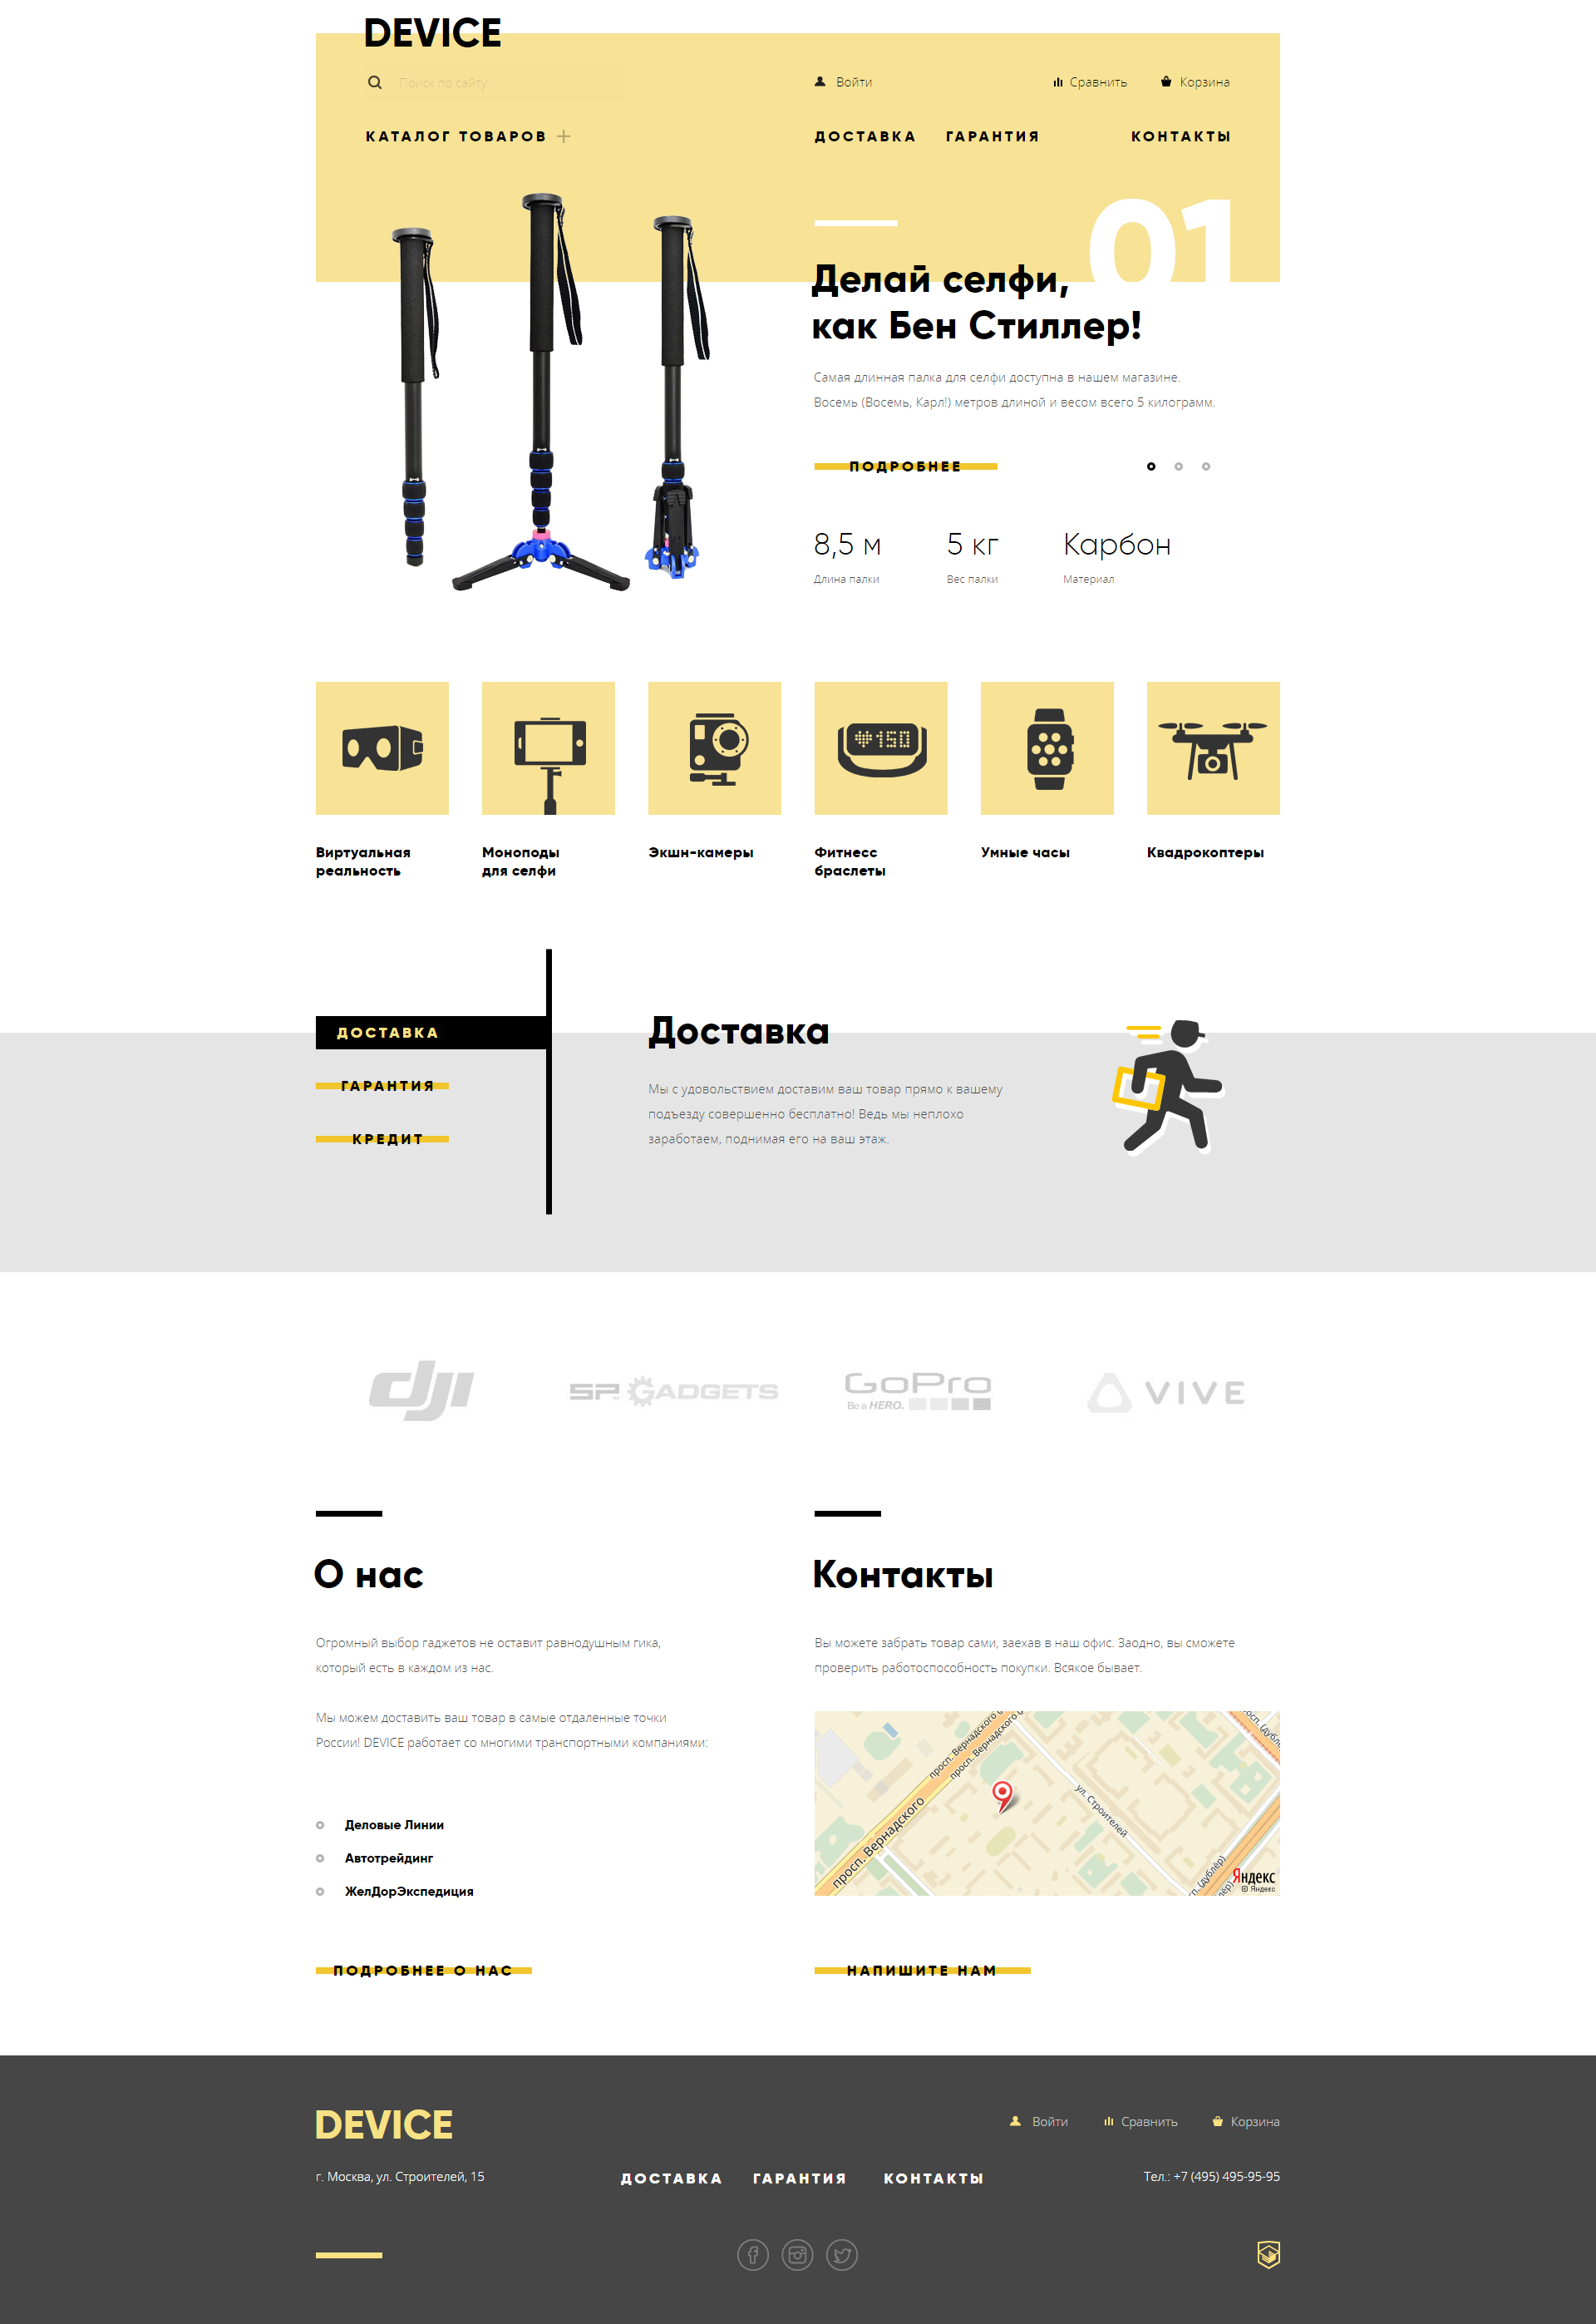 DEVICE
Поиск по сайту
Войти
Сравнить
Корзина
КАТАЛОГ ТОВАРОВ
ДОСТАВКА
ГАРАНТИЯ
КОНТАКТЫ
01
Делай селфи,
как Бен Стиллер!
Самая длинная палка для селфи доступна в нашем магазине.
Восемь (Восемь, Карл!) метров длиной и весом всего 5 килограмм.
ПОДРОБНЕЕ
8,5 м
5 кг
Карбон
Длина палки
Вес палки
Материал
150
Виртуальная
реальность
Моноподы
для селфи
Экшн-камеры
Фитнесс
браслеты
Умные часы
Квадрокоптеры
ДОСТАВКА
ГАРАНТИЯ
КРЕДИТ
Доставка
Мы с удовольствием доставим ваш товар прямо к вашему
подъезду совершенно бесплатно! Ведь мы неплохо
заработаем, поднимая его на ваш этаж.
dji
SP GADGETS
GoPro
Be a HERO.
VIVE
О нас
Огромный выбор гаджетов не оставит равнодушным гика,
который есть в каждом из нас.
Мы можем доставить ваш товар в самые отдаленные точки
России! DEVICE работает со многими транспортными компаниями:
Деловые Линии
Автотрейдинг
ЖелДорЭкспедиция
ПОДРОБНЕЕ О НАС
Контакты
Вы можете забрать товар сами, заехав в наш офис. Заодно, вы сможете
проверить работоспособность покупки. Всякое бывает.
просп. Вернадского
просп. Вернадского
просп. Вернадского
ул. Строителей
(дублёр)
Яндекс
© Яндекс
НАПИШИТЕ НАМ
DEVICE
Войти
Сравнить
Корзина
г. Москва, ул. Строителей, 15
ДОСТАВКА
ГАРАНТИЯ
КОНТАКТЫ
Тел.: +7 (495) 495-95-95